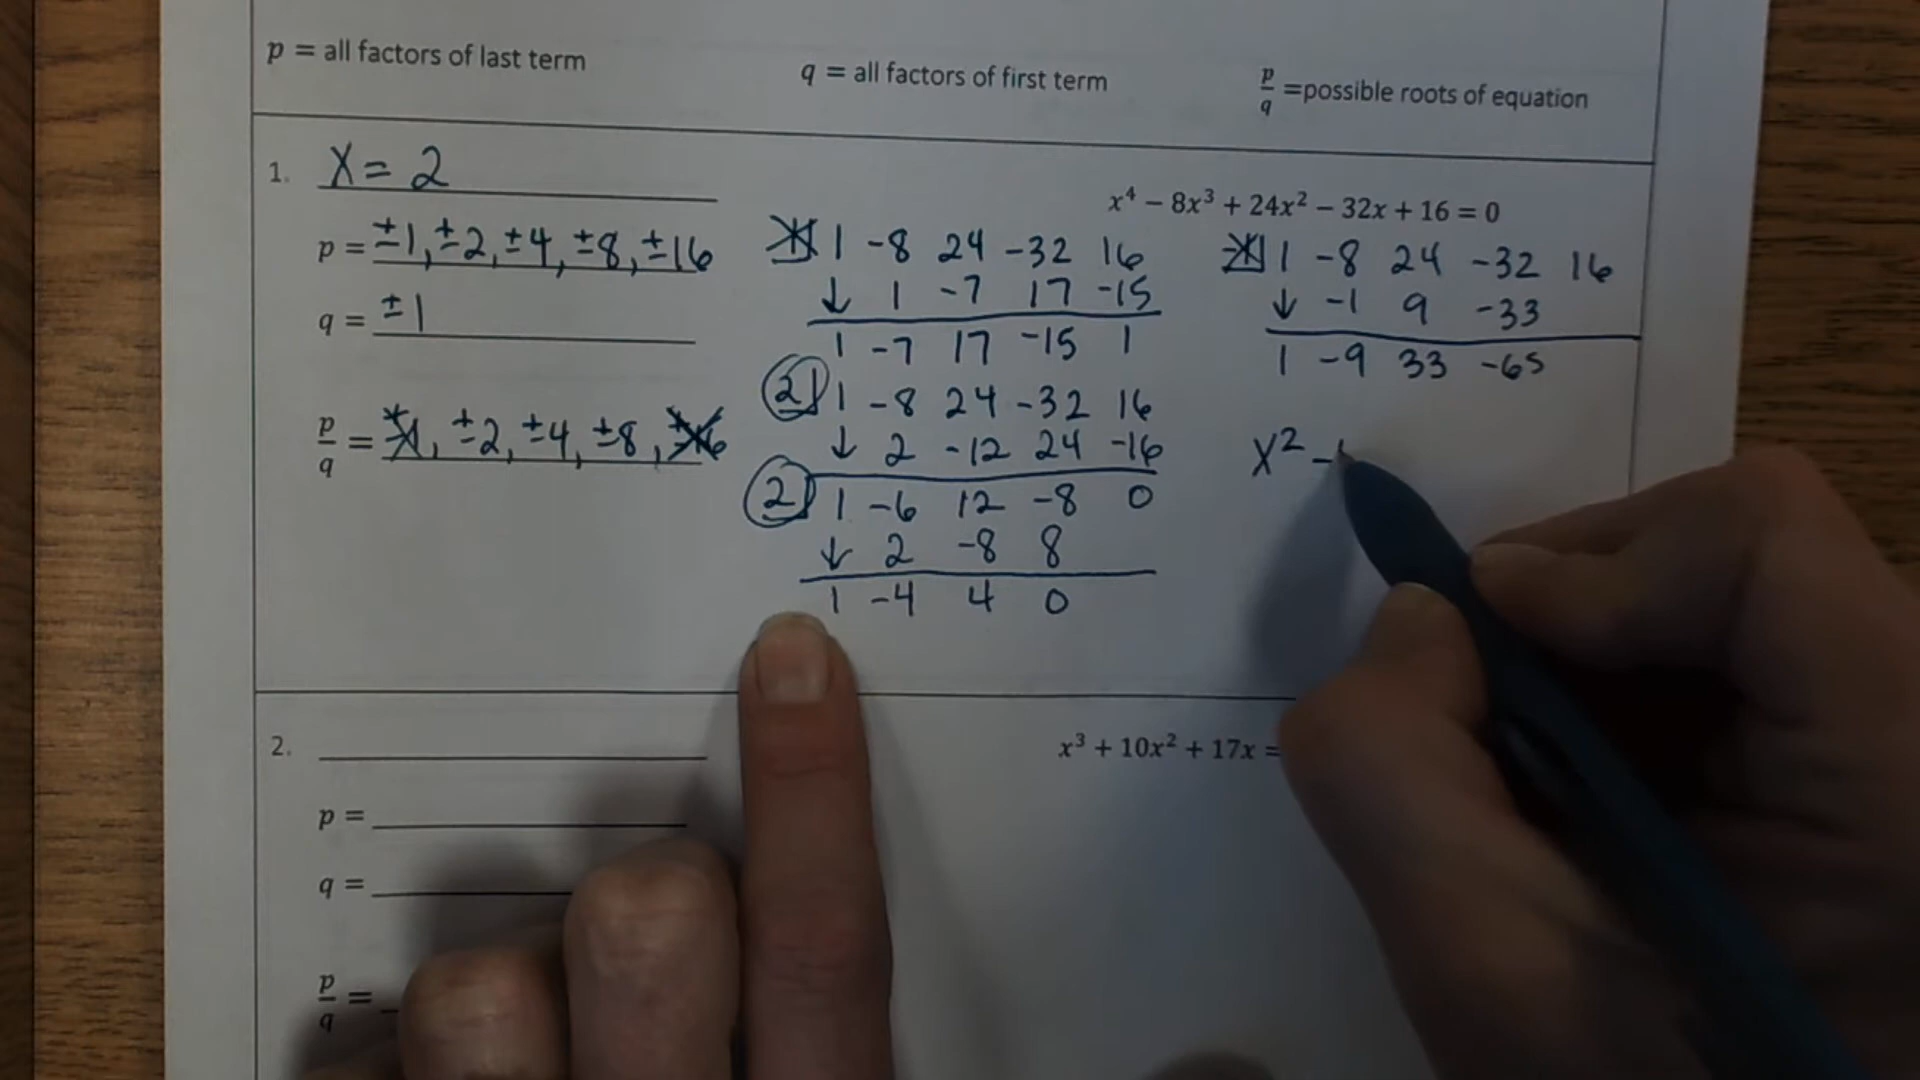 p = all factors of last term
q = all factors of first term
p/q =possible roots of equation
1. x = 2
x⁴ − 8x³ + 24x² − 32x + 16 = 0
p = ±1, ±2, ±4, ±8, ±16
q = ±1
p/q = ±1, ±2, ±4, ±8, ±16
1 1 -8 24 -32 16
↓ 1 -7 17 -15
1 -7 17 -15 1
2 1 -8 24 -32 16
↓ 2 -12 24 -16
2 1 -6 12 -8 0
↓ 2 -8 8
1 -4 4 0
-1 1 -8 24 -32 16
↓ -1 9 -33
1 -9 33 -65
x² -
2.
x³ + 10x² + 17x =
p =
q =
p/q =